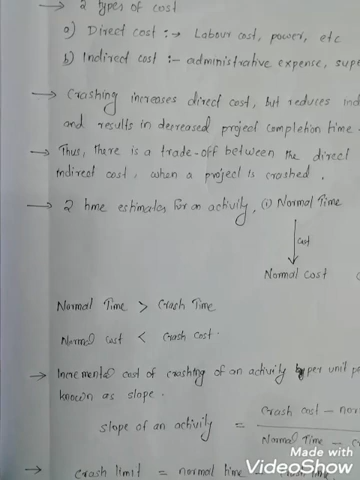 → 2 types of cost
a) Direct cost :→ Labour cost, power, etc
b) Indirect cost :- administrative expense, supe
→ Crashing increases direct cost, but reduces ind
and results in decreased project completion time.
→ Thus, there is a trade-off between the direct
indirect cost, when a project is crashed.
→ 2 time estimates for an activity, (i) Normal Time
cost
Normal Cost
Normal Time > Crash Time
Normal cost < crash cost.
→ Incremental cost of crashing of an activity per unit pe
known as slope.
slope of an activity = crash cost - nor
Normal Time - c
→ crash limit = normal time - crash time
Made with
VideoShow